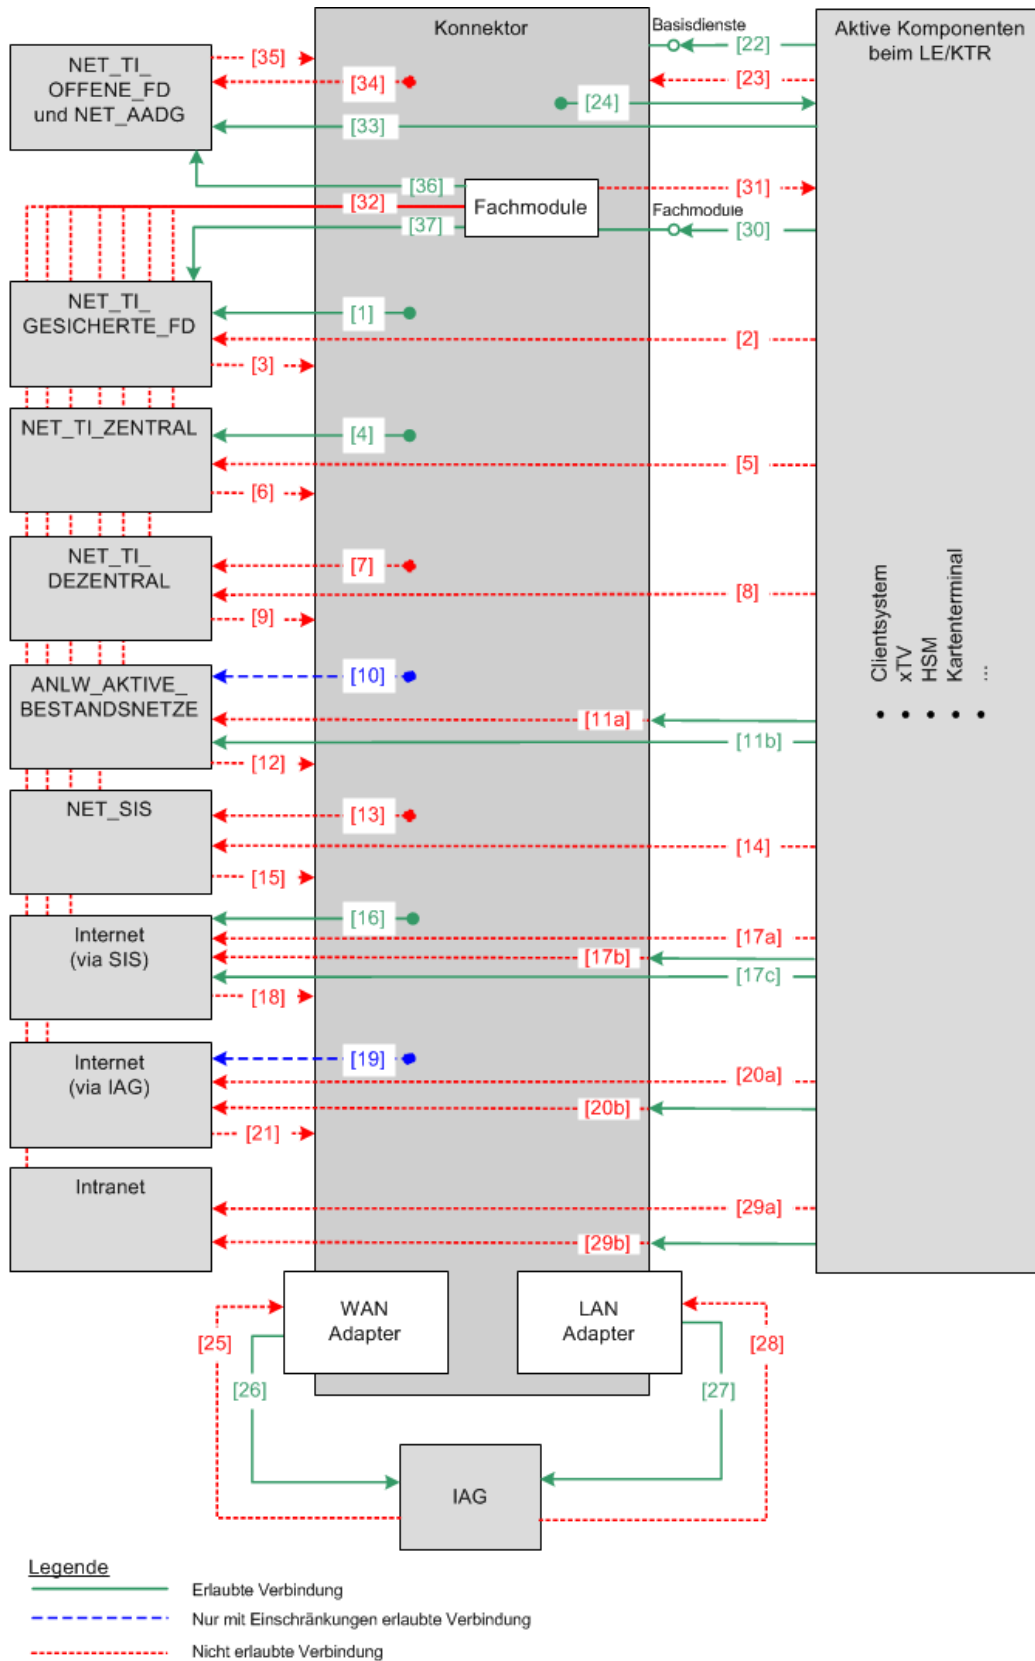 Konnektor
Basisdienste
Aktive Komponenten
beim LE/KTR
NET_TI_
OFFENE_FD
und NET_AADG
[35]
[34]
[33]
[22]
[23]
[24]
[36]
[32]
[37]
Fachmodule
[31]
Fachmodule
[30]
NET_TI_
GESICHERTE_FD
[1]
[2]
[3]
NET_TI_ZENTRAL
[4]
[5]
[6]
NET_TI_
DEZENTRAL
[7]
[8]
[9]
Clientsystem
xTV
HSM
Kartenterminal
...
ANLW_AKTIVE_
BESTANDSNETZE
[10]
[11a]
[11b]
[12]
NET_SIS
[13]
[14]
[15]
Internet
(via SIS)
[16]
[17a]
[17b]
[17c]
[18]
Internet
(via IAG)
[19]
[20a]
[20b]
[21]
Intranet
[29a]
[29b]
WAN
Adapter
LAN
Adapter
[25]
[26]
[27]
[28]
IAG
Legende
Erlaubte Verbindung
Nur mit Einschränkungen erlaubte Verbindung
Nicht erlaubte Verbindung